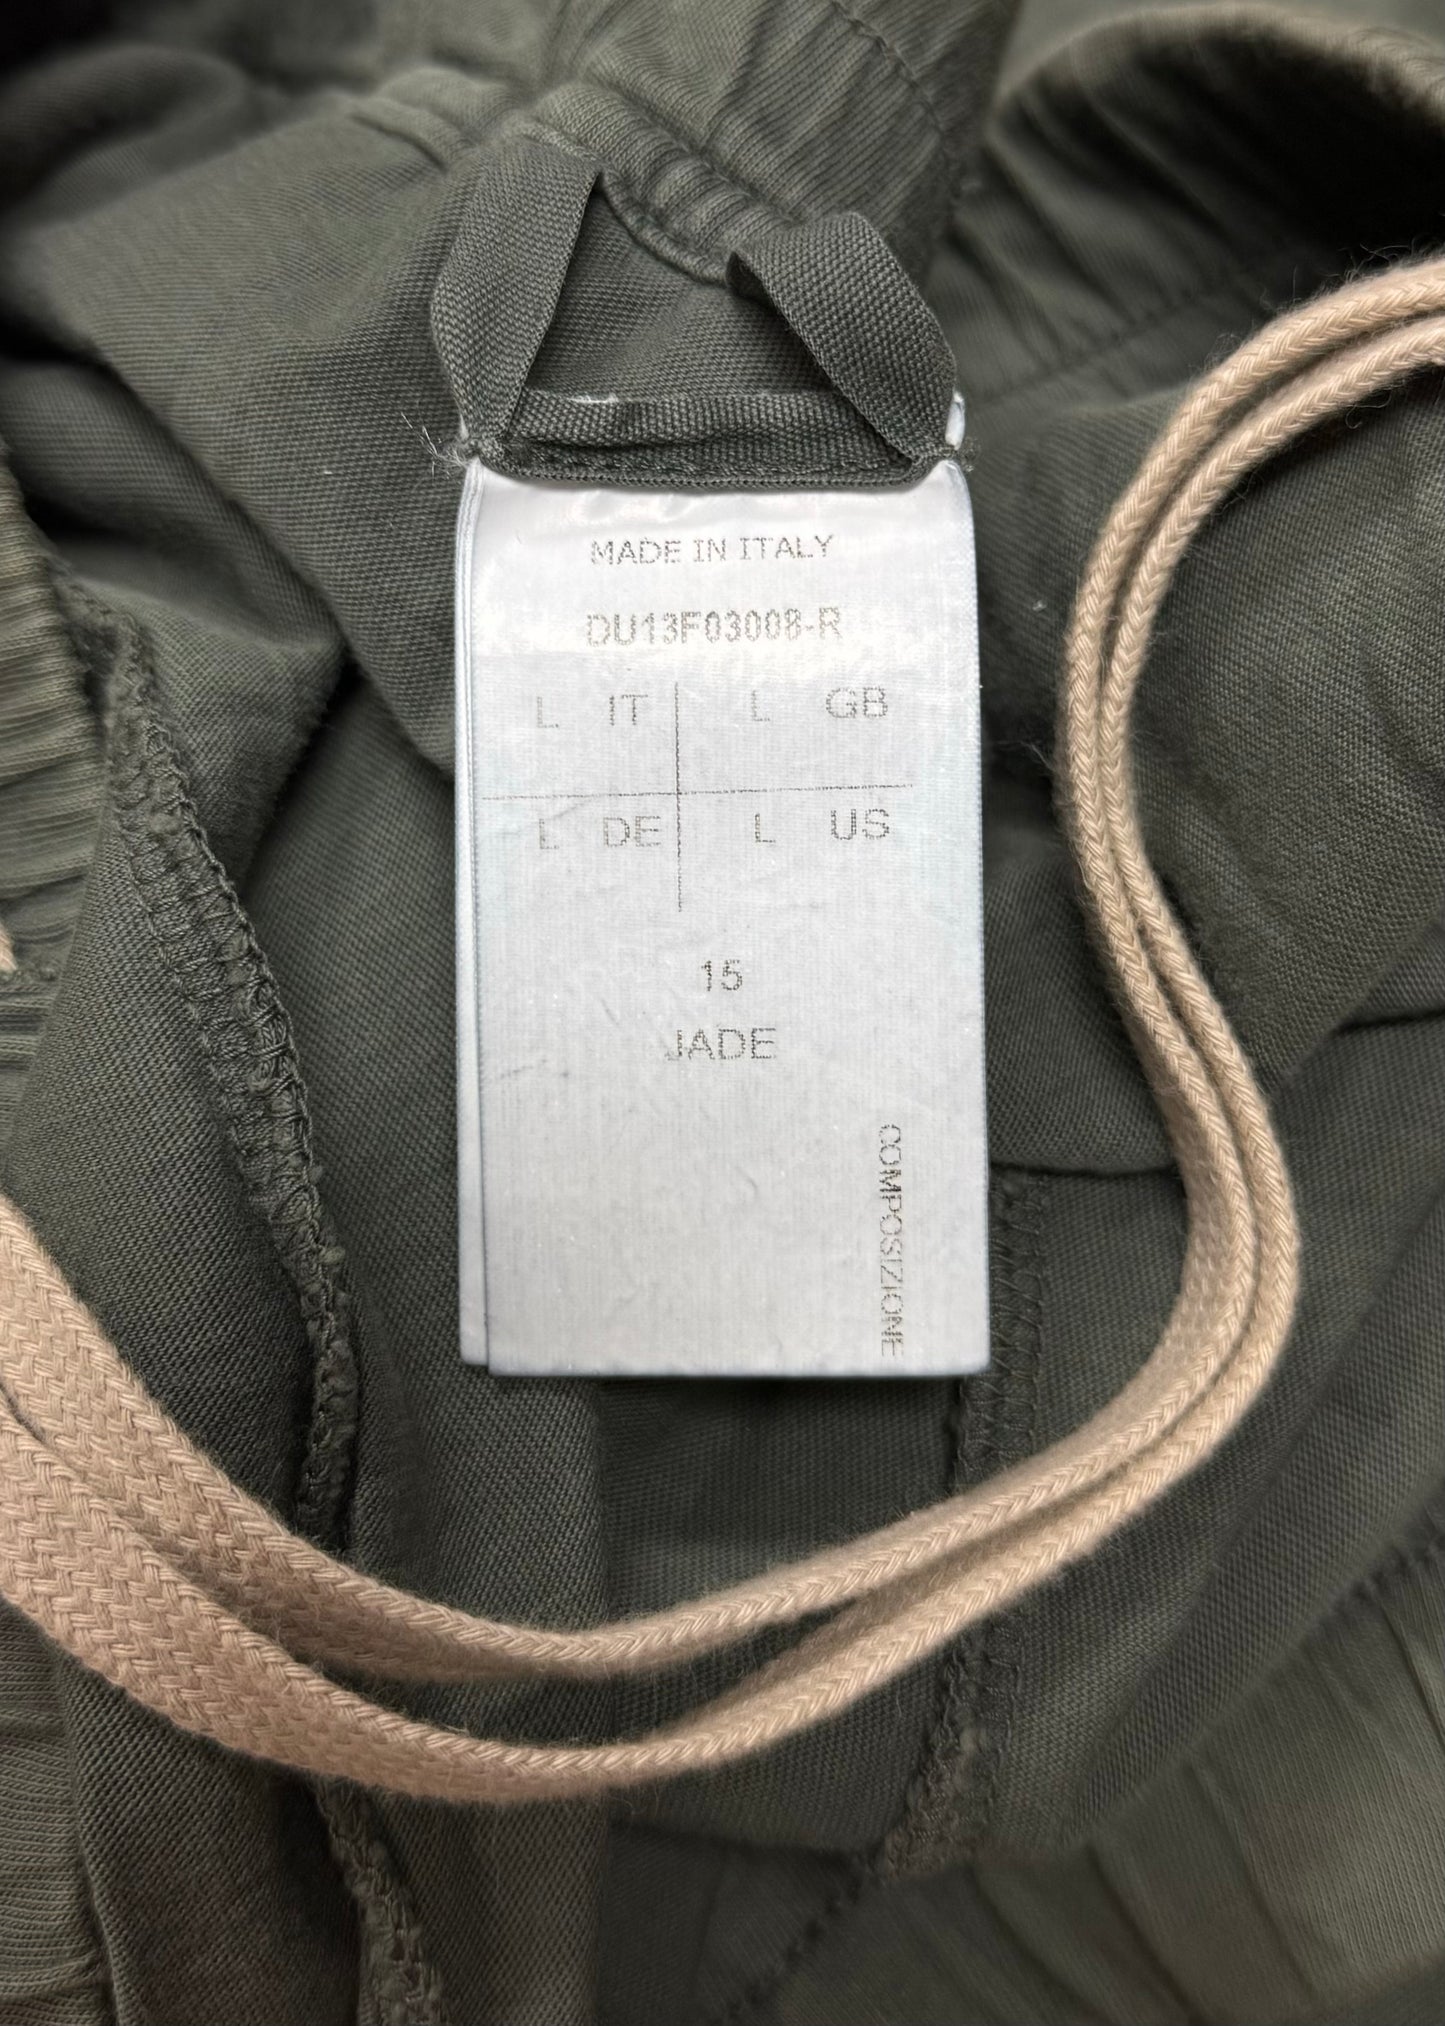 MADE IN ITALY
DU13F03008-R
L IT L GB
L DE L US
15
JADE
COMPOSIZIONE